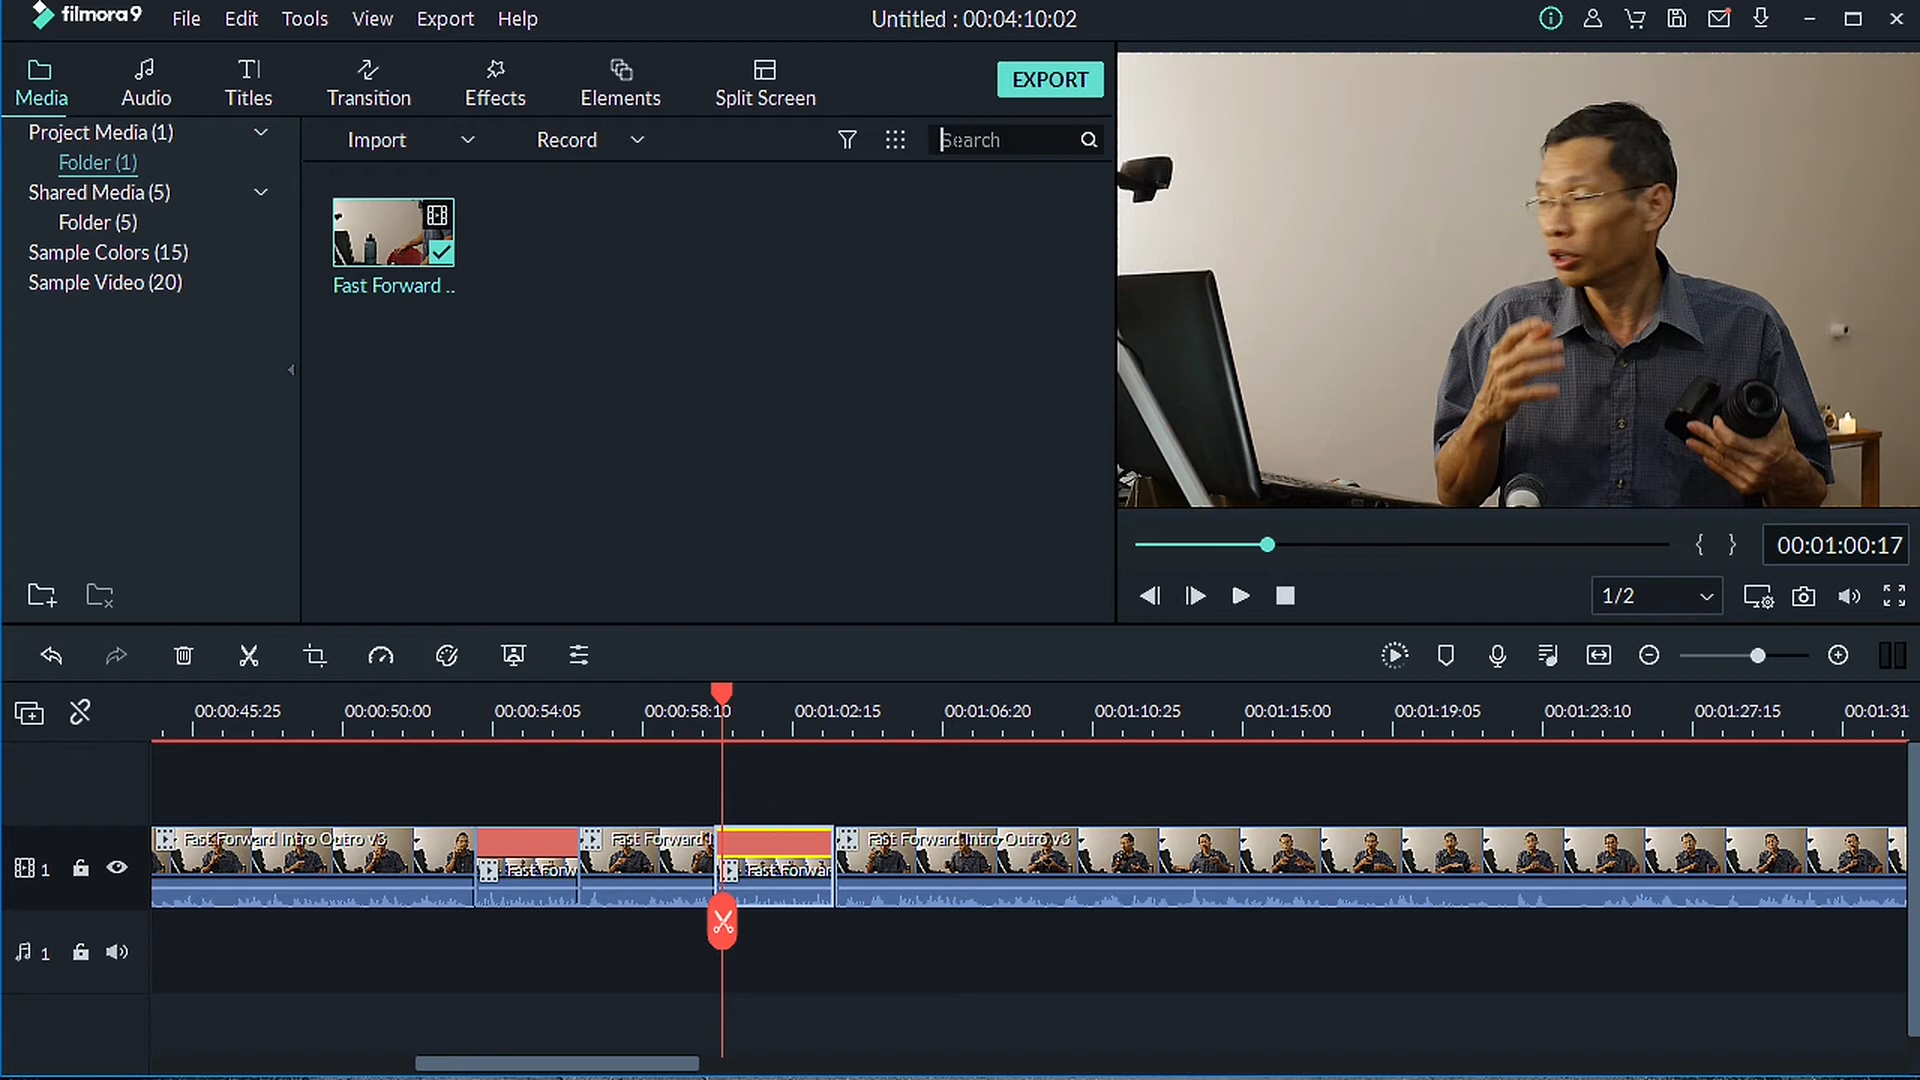 filmora9 File Edit Tools View Export Help Untitled : 00:04:10:02
Media Audio Titles Transition Effects Elements Split Screen EXPORT
Project Media (1)
Folder (1)
Shared Media (5)
Folder (5)
Sample Colors (15)
Sample Video (20)
Import Record Search
Fast Forward ..
00:01:00:17
1/2
00:00:45:25 00:00:50:00 00:00:54:05 00:00:58:10 00:01:02:15 00:01:06:20 00:01:10:25 00:01:15:00 00:01:19:05 00:01:23:10 00:01:27:15 00:01:31:
Fast Forward Intro Outro v3 Fast Forward I Fast Forward Intro Outro v3
1 Fast Forw Fast Forwar
1